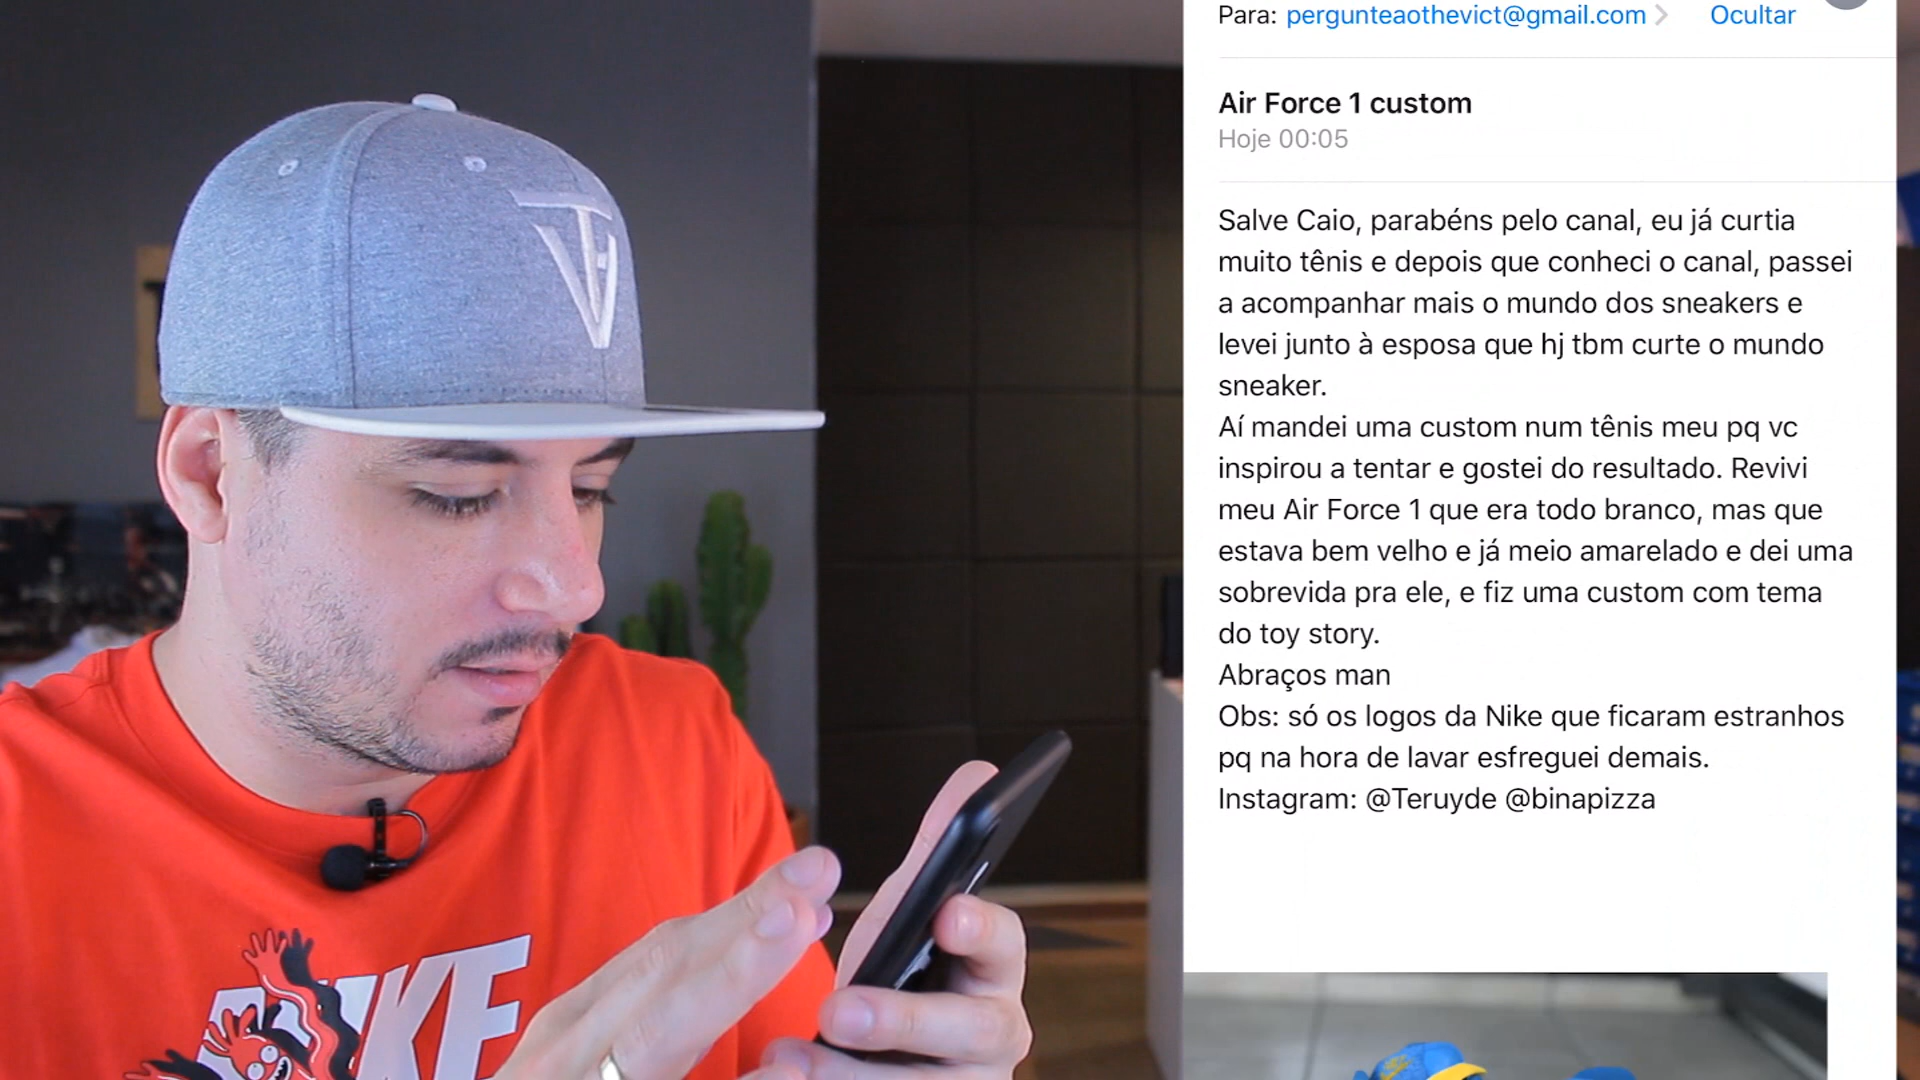 Para: pergunteaothevict@gmail.com Ocultar
Air Force 1 custom
Hoje 00:05
Salve Caio, parabéns pelo canal, eu já curtia
muito tênis e depois que conheci o canal, passei
a acompanhar mais o mundo dos sneakers e
levei junto à esposa que hj tbm curte o mundo
sneaker.
Aí mandei uma custom num tênis meu pq vc
inspirou a tentar e gostei do resultado. Revivi
meu Air Force 1 que era todo branco, mas que
estava bem velho e já meio amarelado e dei uma
sobrevida pra ele, e fiz uma custom com tema
do toy story.
Abraços man
Obs: só os logos da Nike que ficaram estranhos
pq na hora de lavar esfreguei demais.
Instagram: @Teruyde @binapizza